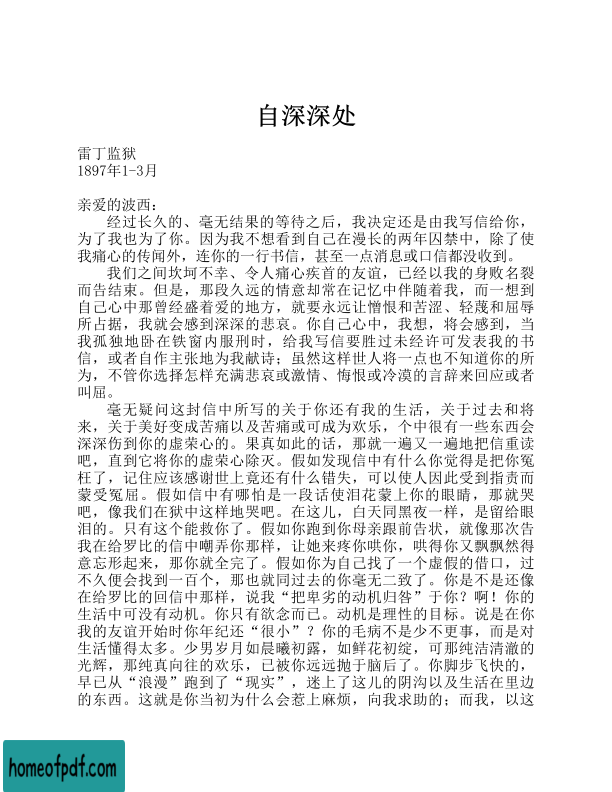 自深深处
雷丁监狱
1897年1-3月
亲爱的波西：
经过长久的、毫无结果的等待之后，我决定还是由我写信给你，
为了我也为了你。因为我不想看到自己在漫长的两年囚禁中，除了使
我痛心的传闻外，连你的一行书信，甚至一点消息或口信都没收到。
我们之间坎坷不幸、令人痛心疾首的友谊，已经以我的身败名裂
而告结束。但是，那段久远的情意却常在记忆中伴随着我，而一想到
自己心中那曾经盛着爱的地方，就要永远让憎恨和苦涩、轻蔑和屈辱
所占据，我就会感到深深的悲哀。你自己心中，我想，将会感到，当
我孤独地卧在铁窗内服刑时，给我写信要胜过未经许可发表我的书
信，或者自作主张地为我献诗；虽然这样世人将一点也不知道你的所
为，不管你选择怎样充满悲哀或激情、悔恨或冷漠的言辞来回应或者
叫屈。
毫无疑问这封信中所写的关于你还有我的生活，关于过去和将
来，关于美好变成苦痛以及苦痛或可成为欢乐，个中很有一些东西会
深深伤到你的虚荣心的。果真如此的话，那就一遍又一遍地把信重读
吧，直到它将你的虚荣心除灭。假如发现信中有什么你觉得是把你冤
枉了，记住应该感谢世上竟还有什么错失，可以使人因此受到指责而
蒙受冤屈。假如信中有哪怕是一段话使泪花蒙上你的眼睛，那就哭
吧，像我们在狱中这样地哭吧。在这儿，白天同黑夜一样，是留给眼
泪的。只有这个能救你了。假如你跑到你母亲跟前告状，就像那次告
我在给罗比的信中嘲弄你那样，让她来疼你哄你，哄得你又飘飘然得
意忘形起来，那你就全完了。假如你为自己找了一个虚假的借口，过
不久便会找到一百个，那也就同过去的你毫无二致了。你是不是还像
在给罗比的回信中那样，说我“把卑劣的动机归咎”于你？啊！你的
生活中可没有动机。你只有欲念而已。动机是理性的目标。说是在你
我的友谊开始时你年纪还“很小”？你的毛病不是少不更事，而是对
生活懂得太多。少男岁月如晨曦初露，如鲜花初绽，可那纯洁清澈的
光辉，那纯真向往的欢乐，已被你远远抛于脑后了。你脚步飞快的，
早已从“浪漫”跑到了“现实”，迷上了这儿的阴沟以及生活在里边
的东西。这就是你当初为什么会惹上麻烦，向我求助的；而我，以这
homeofpdf.com